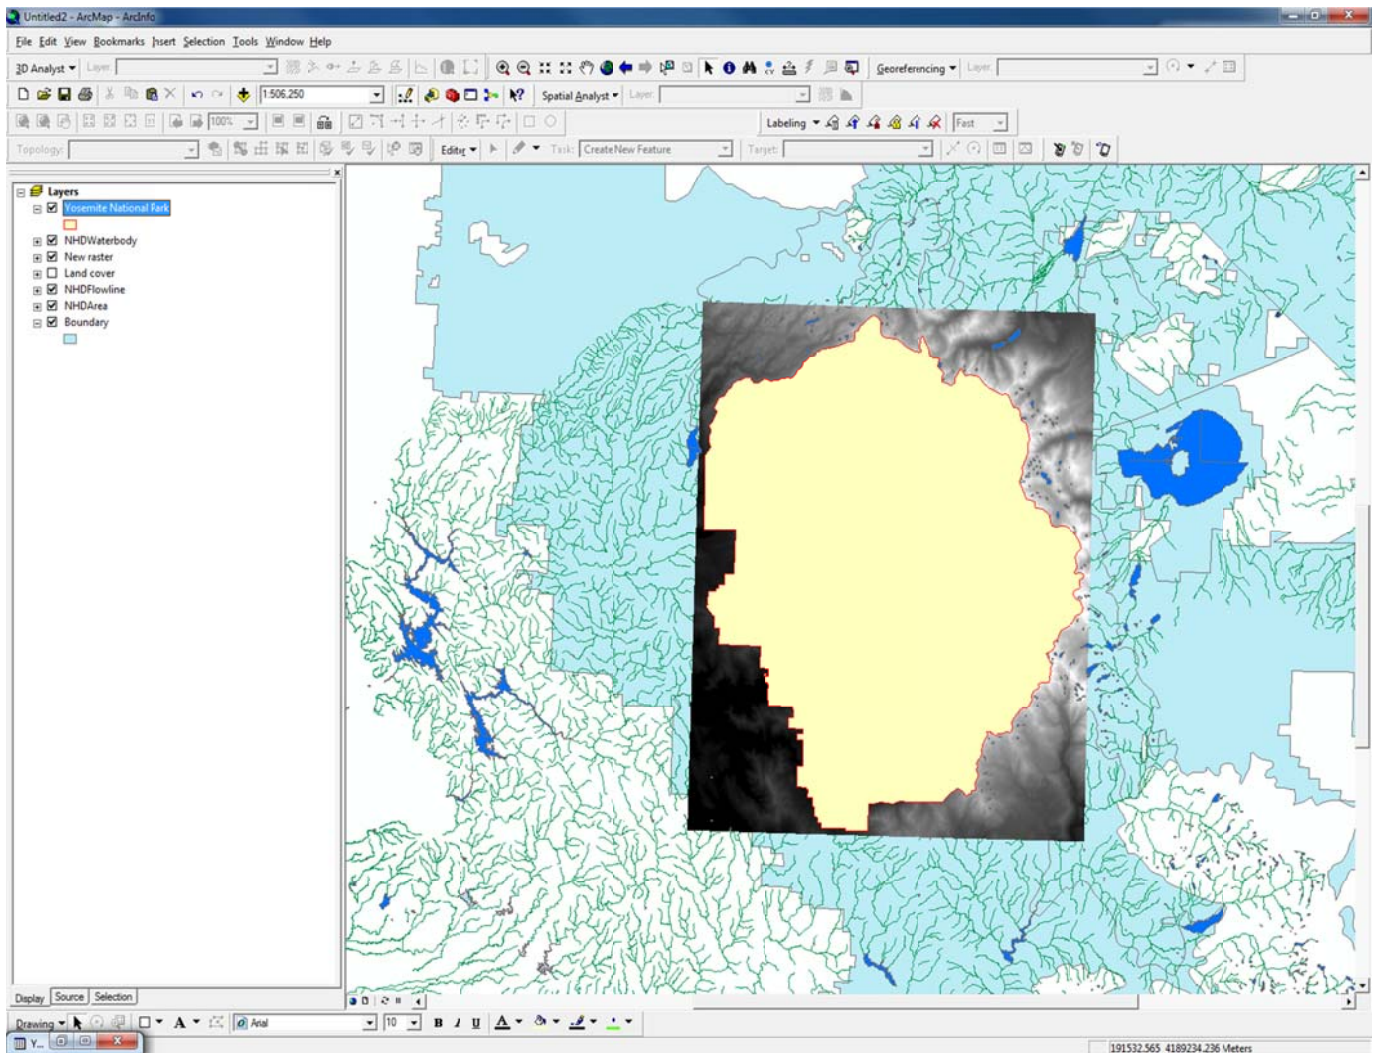 Untitled2 - ArcMap - ArcInfo
File Edit View Bookmarks Insert Selection Tools Window Help
3D Analyst Layer: Georeferencing Layer:
1:506,250 Spatial Analyst Layer:
100% Labeling Fast
Topology: Editor Task: Create New Feature Target:
Layers
Yosemite National Park
NHDWaterbody
New raster
Land cover
NHDFlowline
NHDArea
Boundary
Display Source Selection
Drawing A Arial 10 B I U A
Y...
191532.565 4189234.236 Meters